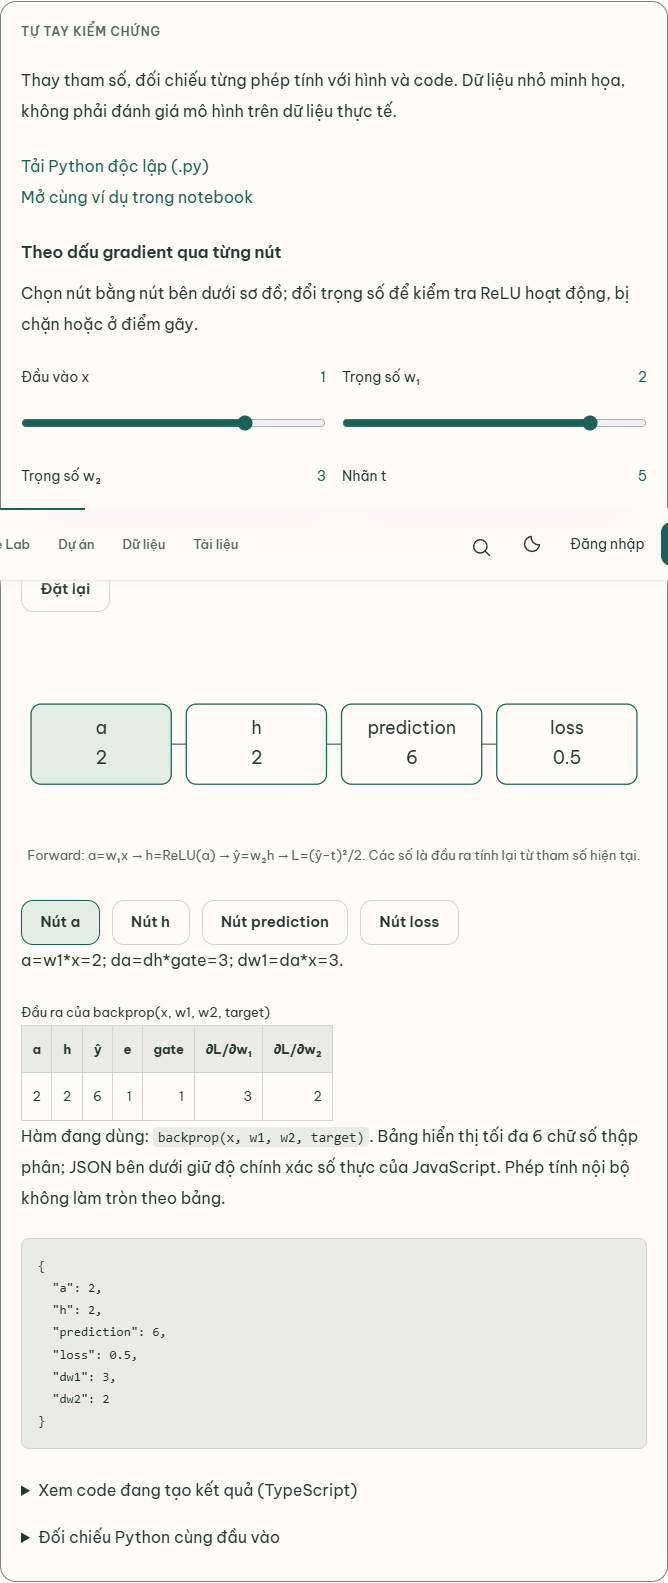 TỰ TAY KIỂM CHỨNG
Thay tham số, đối chiếu từng phép tính với hình và code. Dữ liệu nhỏ minh họa,
không phải đánh giá mô hình trên dữ liệu thực tế.
Tải Python độc lập (.py)
Mở cùng ví dụ trong notebook
Theo dấu gradient qua từng nút
Chọn nút bằng nút bên dưới sơ đồ; đổi trọng số để kiểm tra ReLU hoạt động, bị
chặn hoặc ở điểm gãy.
Đầu vào x 1 Trọng số w₁ 2
Trọng số w₂ 3 Nhãn t 5
e Lab Dự án Dữ liệu Tài liệu Đăng nhập
Đặt lại
a h prediction loss
2 2 6 0.5
Forward: a=w₁x → h=ReLU(a) → ŷ=w₂h → L=(ŷ−t)²/2. Các số là đầu ra tính lại từ tham số hiện tại.
Nút a Nút h Nút prediction Nút loss
a=w1*x=2; da=dh*gate=3; dw1=da*x=3.
Đầu ra của backprop(x, w1, w2, target)
a h ŷ e gate ∂L/∂w₁ ∂L/∂w₂
2 2 6 1 1 3 2
Hàm đang dùng: backprop(x, w1, w2, target). Bảng hiển thị tối đa 6 chữ số thập
phân; JSON bên dưới giữ độ chính xác số thực của JavaScript. Phép tính nội bộ
không làm tròn theo bảng.
{
"a": 2,
"h": 2,
"prediction": 6,
"loss": 0.5,
"dw1": 3,
"dw2": 2
}
Xem code đang tạo kết quả (TypeScript)
Đối chiếu Python cùng đầu vào